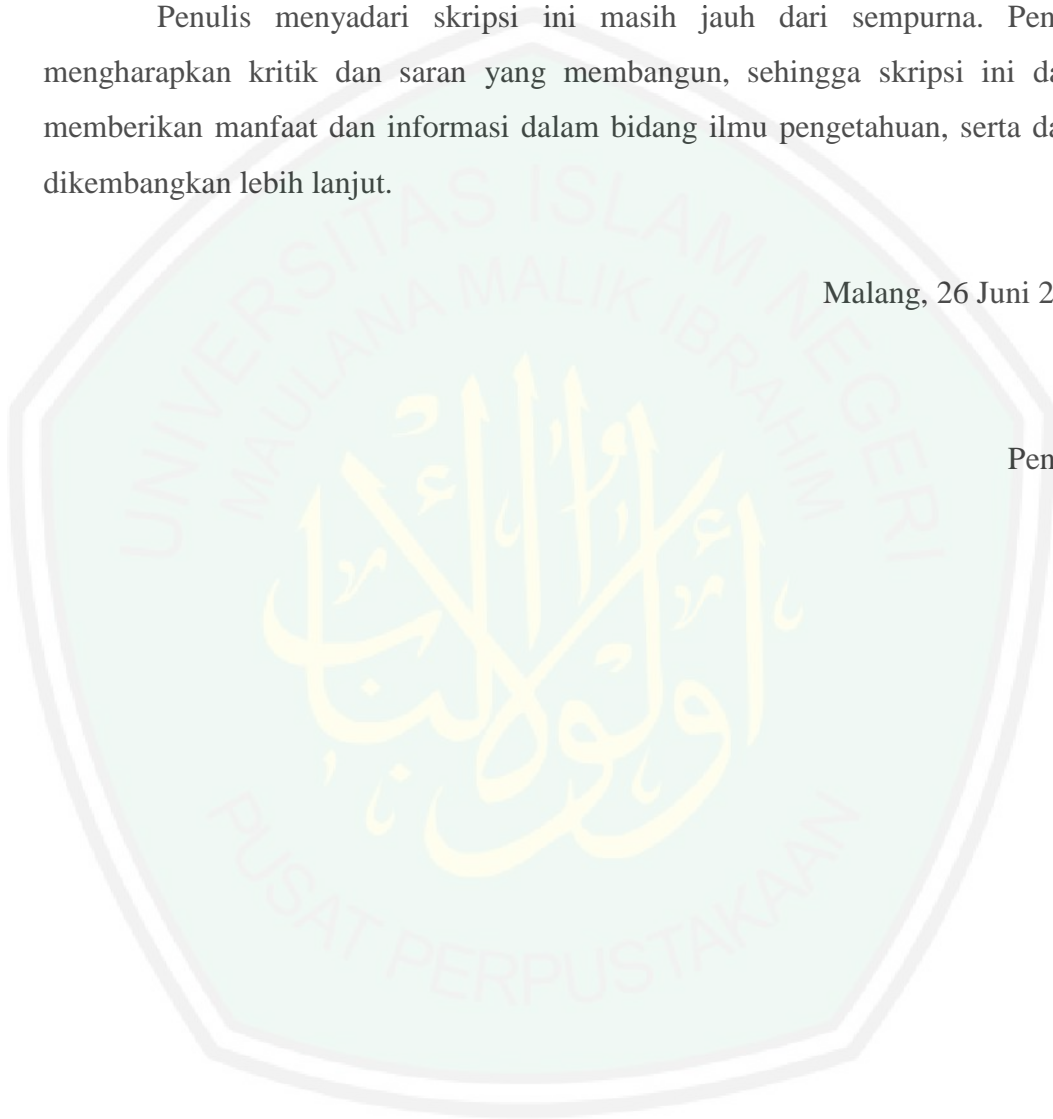 Penulis menyadari skripsi ini masih jauh dari sempurna. Pen
mengharapkan kritik dan saran yang membangun, sehingga skripsi ini da
memberikan manfaat dan informasi dalam bidang ilmu pengetahuan, serta da
dikembangkan lebih lanjut.
Malang, 26 Juni 2
Pen
UNIVERSITAS ISLAM NEGERI
MAULANA MALIK IBRAHIM
أولوا الألباب
PUSAT PERPUSTAKAAN